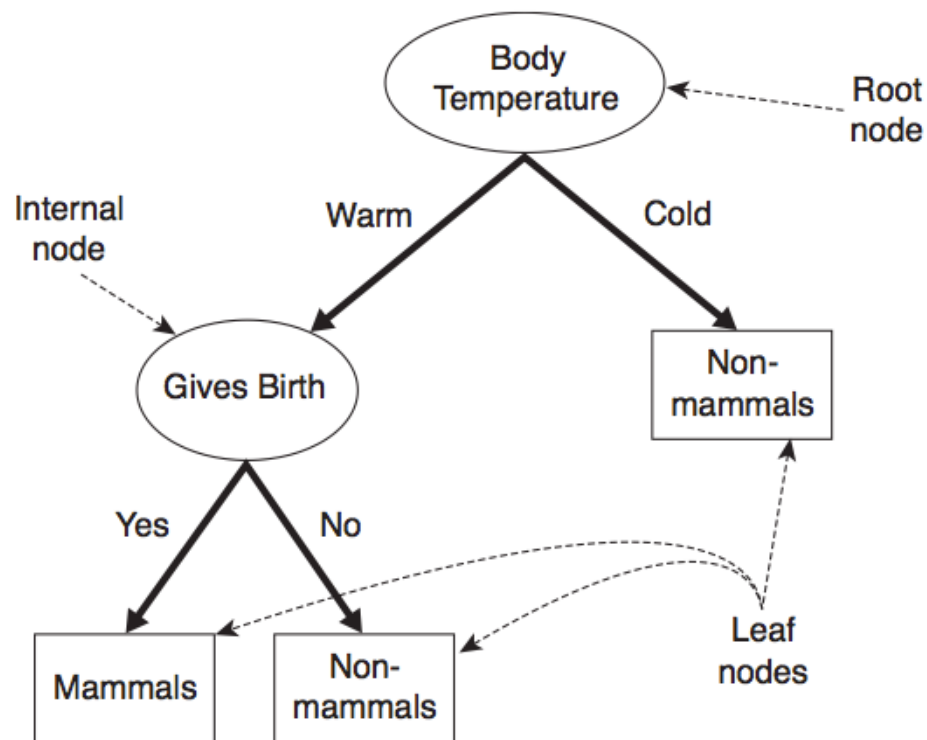 Body
Temperature
Root
node
Internal
node
Warm
Cold
Gives Birth
Non-
mammals
Yes
No
Mammals
Non-
mammals
Leaf
nodes